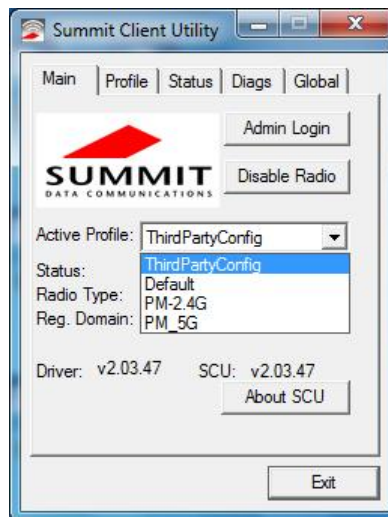 Summit Client Utility
Main Profile Status Diags Global
Admin Login
SUMMIT
DATA COMMUNICATIONS
Disable Radio
Active Profile: ThirdPartyConfig
ThirdPartyConfig
Default
PM-2.4G
PM_5G
Status:
Radio Type:
Reg. Domain:
Driver: v2.03.47 SCU: v2.03.47
About SCU
Exit